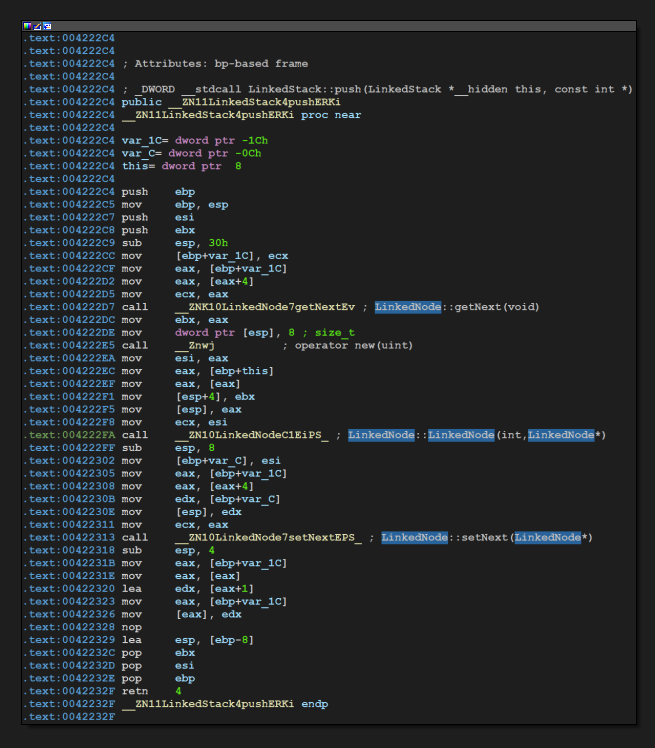 .text:004222C4
.text:004222C4
.text:004222C4 ; Attributes: bp-based frame
.text:004222C4
.text:004222C4 ; _DWORD __stdcall LinkedStack::push(LinkedStack *__hidden this, const int *)
.text:004222C4 public __ZN11LinkedStack4pushERKi
.text:004222C4 __ZN11LinkedStack4pushERKi proc near
.text:004222C4
.text:004222C4 var_1C= dword ptr -1Ch
.text:004222C4 var_C= dword ptr -0Ch
.text:004222C4 this= dword ptr  8
.text:004222C4
.text:004222C4 push    ebp
.text:004222C5 mov     ebp, esp
.text:004222C7 push    esi
.text:004222C8 push    ebx
.text:004222C9 sub     esp, 30h
.text:004222CC mov     [ebp+var_1C], ecx
.text:004222CF mov     eax, [ebp+var_1C]
.text:004222D2 mov     eax, [eax+4]
.text:004222D5 mov     ecx, eax
.text:004222D7 call    __ZNK10LinkedNode7getNextEv ; LinkedNode::getNext(void)
.text:004222DC mov     ebx, eax
.text:004222DE mov     dword ptr [esp], 8 ; size_t
.text:004222E5 call    __Znwj          ; operator new(uint)
.text:004222EA mov     esi, eax
.text:004222EC mov     eax, [ebp+this]
.text:004222EF mov     eax, [eax]
.text:004222F1 mov     [esp+4], ebx
.text:004222F5 mov     [esp], eax
.text:004222F8 mov     ecx, esi
.text:004222FA call    __ZN10LinkedNodeC1EiPS_ ; LinkedNode::LinkedNode(int,LinkedNode*)
.text:004222FF sub     esp, 8
.text:00422302 mov     [ebp+var_C], esi
.text:00422305 mov     eax, [ebp+var_1C]
.text:00422308 mov     eax, [eax+4]
.text:0042230B mov     edx, [ebp+var_C]
.text:0042230E mov     [esp], edx
.text:00422311 mov     ecx, eax
.text:00422313 call    __ZN10LinkedNode7setNextEPS_ ; LinkedNode::setNext(LinkedNode*)
.text:00422318 sub     esp, 4
.text:0042231B mov     eax, [ebp+var_1C]
.text:0042231E mov     eax, [eax]
.text:00422320 lea     edx, [eax+1]
.text:00422323 mov     eax, [ebp+var_1C]
.text:00422326 mov     [eax], edx
.text:00422328 nop
.text:00422329 lea     esp, [ebp-8]
.text:0042232C pop     ebx
.text:0042232D pop     esi
.text:0042232E pop     ebp
.text:0042232F retn    4
.text:0042232F __ZN11LinkedStack4pushERKi endp
.text:0042232F